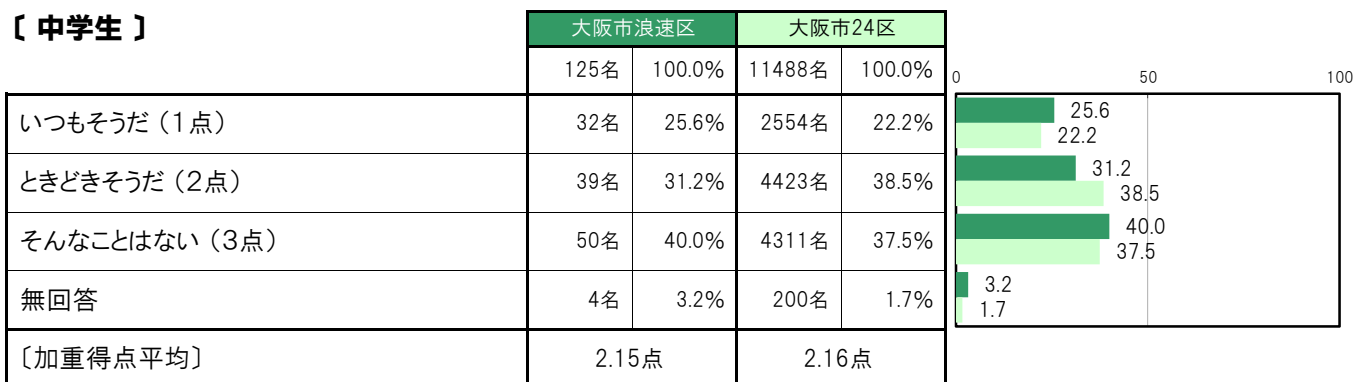 〔 中学生 〕
大阪市浪速区 大阪市24区
125名 100.0% 11488名 100.0%
0 50 100
いつもそうだ（1点） 32名 25.6% 2554名 22.2%
25.6
22.2
ときどきそうだ（2点） 39名 31.2% 4423名 38.5%
31.2
38.5
そんなことはない（3点） 50名 40.0% 4311名 37.5%
40.0
37.5
無回答 4名 3.2% 200名 1.7%
3.2
1.7
〔加重得点平均〕 2.15点 2.16点